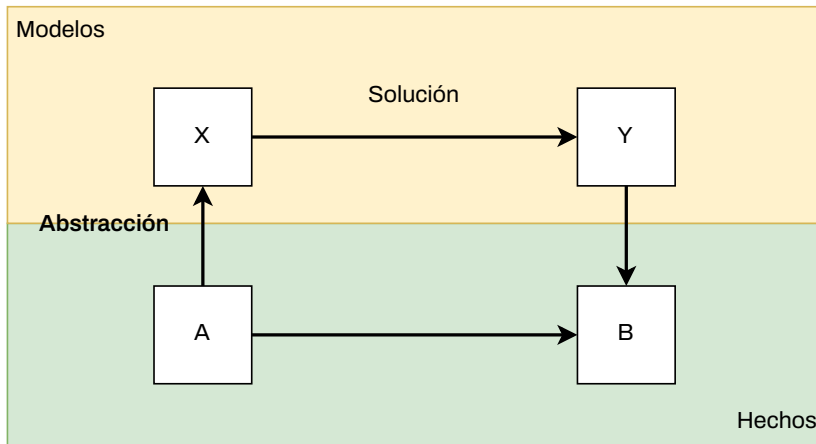 Modelos
Solución
X
Y
Abstracción
A
B
Hechos